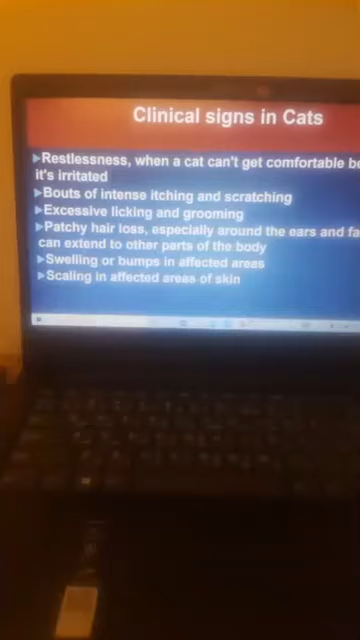 Clinical signs in Cats
▶Restlessness, when a cat can't get comfortable be
it's irritated
▶Bouts of intense itching and scratching
▶Excessive licking and grooming
▶Patchy hair loss, especially around the ears and fa
can extend to other parts of the body
▶Swelling or bumps in affected areas
▶Scaling in affected areas of skin